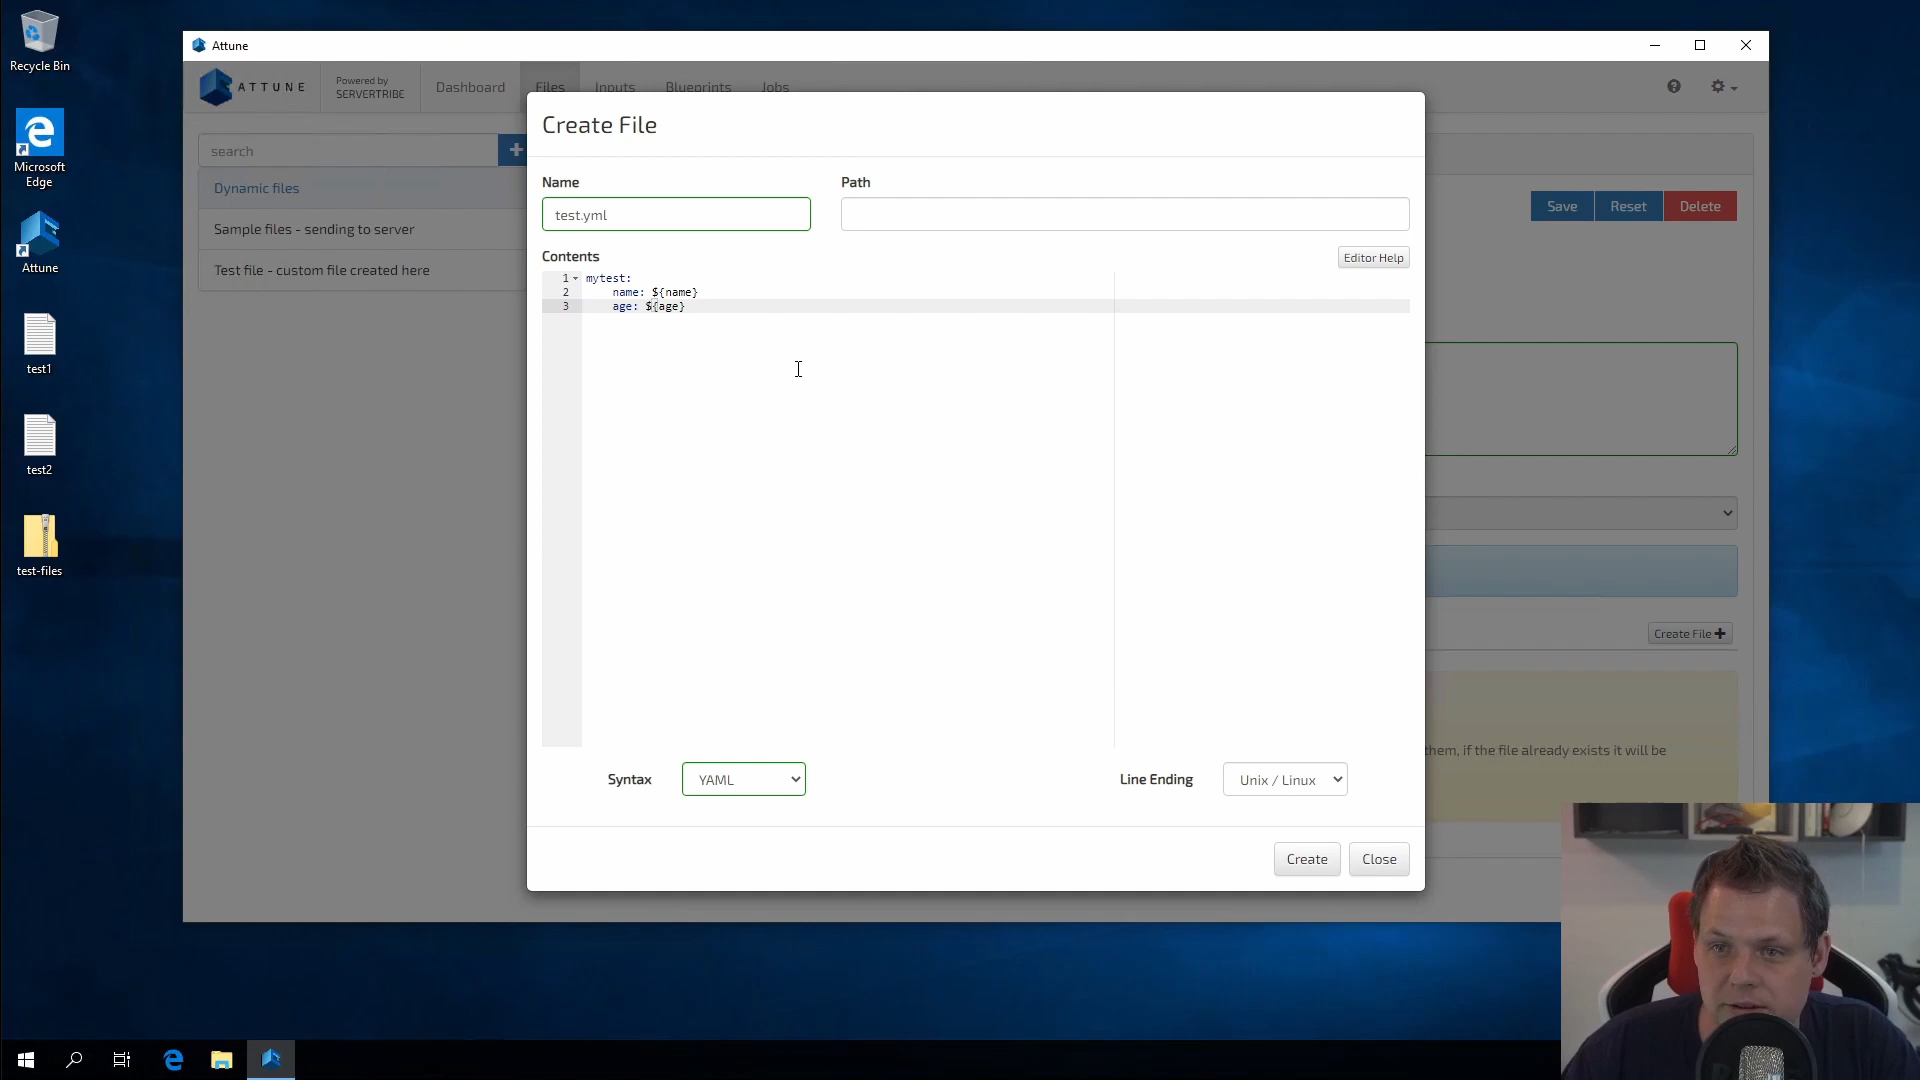 Recycle Bin
Microsoft
Edge
Attune
test1
test2
test-files
Attune
ATTUNE
Powered by
SERVERTRIBE
Dashboard
Files
Inputs
Blueprints
Jobs
search
Dynamic files
Sample files - sending to server
Test file - custom file created here
Save
Reset
Delete
Create File
them, if the file already exists it will be
Create File
Name
Path
test.yml
Contents
Editor Help
1 mytest:
2 name: ${name}
3 age: ${age}
Syntax
YAML
Line Ending
Unix / Linux
Create
Close